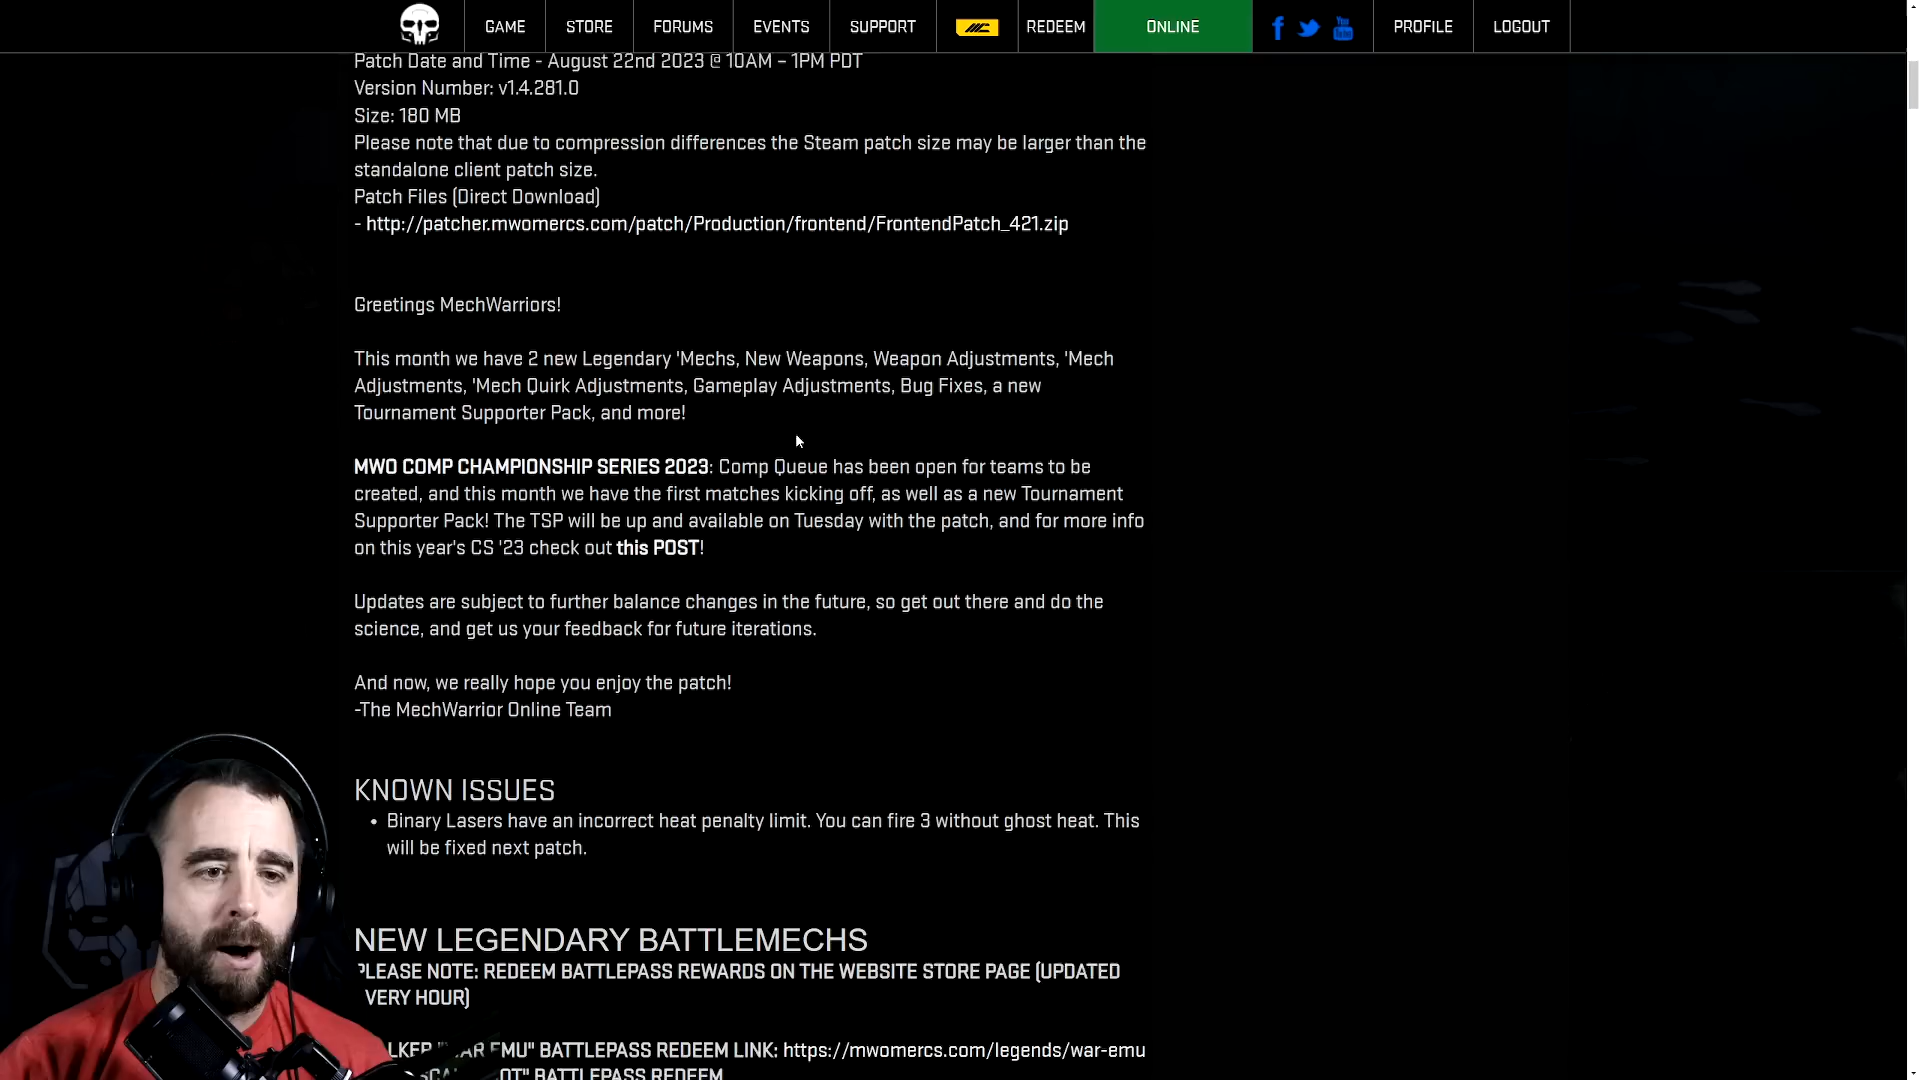 GAME STORE FORUMS EVENTS SUPPORT MC REDEEM ONLINE PROFILE LOGOUT
Patch Date and Time - August 22nd 2023 @ 10AM – 1PM PDT
Version Number: v1.4.281.0
Size: 180 MB
Please note that due to compression differences the Steam patch size may be larger than the
standalone client patch size.
Patch Files (Direct Download)
- http://patcher.mwomercs.com/patch/Production/frontend/FrontendPatch_421.zip
Greetings MechWarriors!
This month we have 2 new Legendary 'Mechs, New Weapons, Weapon Adjustments, 'Mech
Adjustments, 'Mech Quirk Adjustments, Gameplay Adjustments, Bug Fixes, a new
Tournament Supporter Pack, and more!
MWO COMP CHAMPIONSHIP SERIES 2023: Comp Queue has been open for teams to be
created, and this month we have the first matches kicking off, as well as a new Tournament
Supporter Pack! The TSP will be up and available on Tuesday with the patch, and for more info
on this year's CS '23 check out this POST!
Updates are subject to further balance changes in the future, so get out there and do the
science, and get us your feedback for future iterations.
And now, we really hope you enjoy the patch!
-The MechWarrior Online Team
KNOWN ISSUES
• Binary Lasers have an incorrect heat penalty limit. You can fire 3 without ghost heat. This
will be fixed next patch.
NEW LEGENDARY BATTLEMECHS
PLEASE NOTE: REDEEM BATTLEPASS REWARDS ON THE WEBSITE STORE PAGE (UPDATED
VERY HOUR)
EMU" BATTLEPASS REDEEM LINK: https://mwomercs.com/legends/war-emu
BATTLEPASS REDEEM